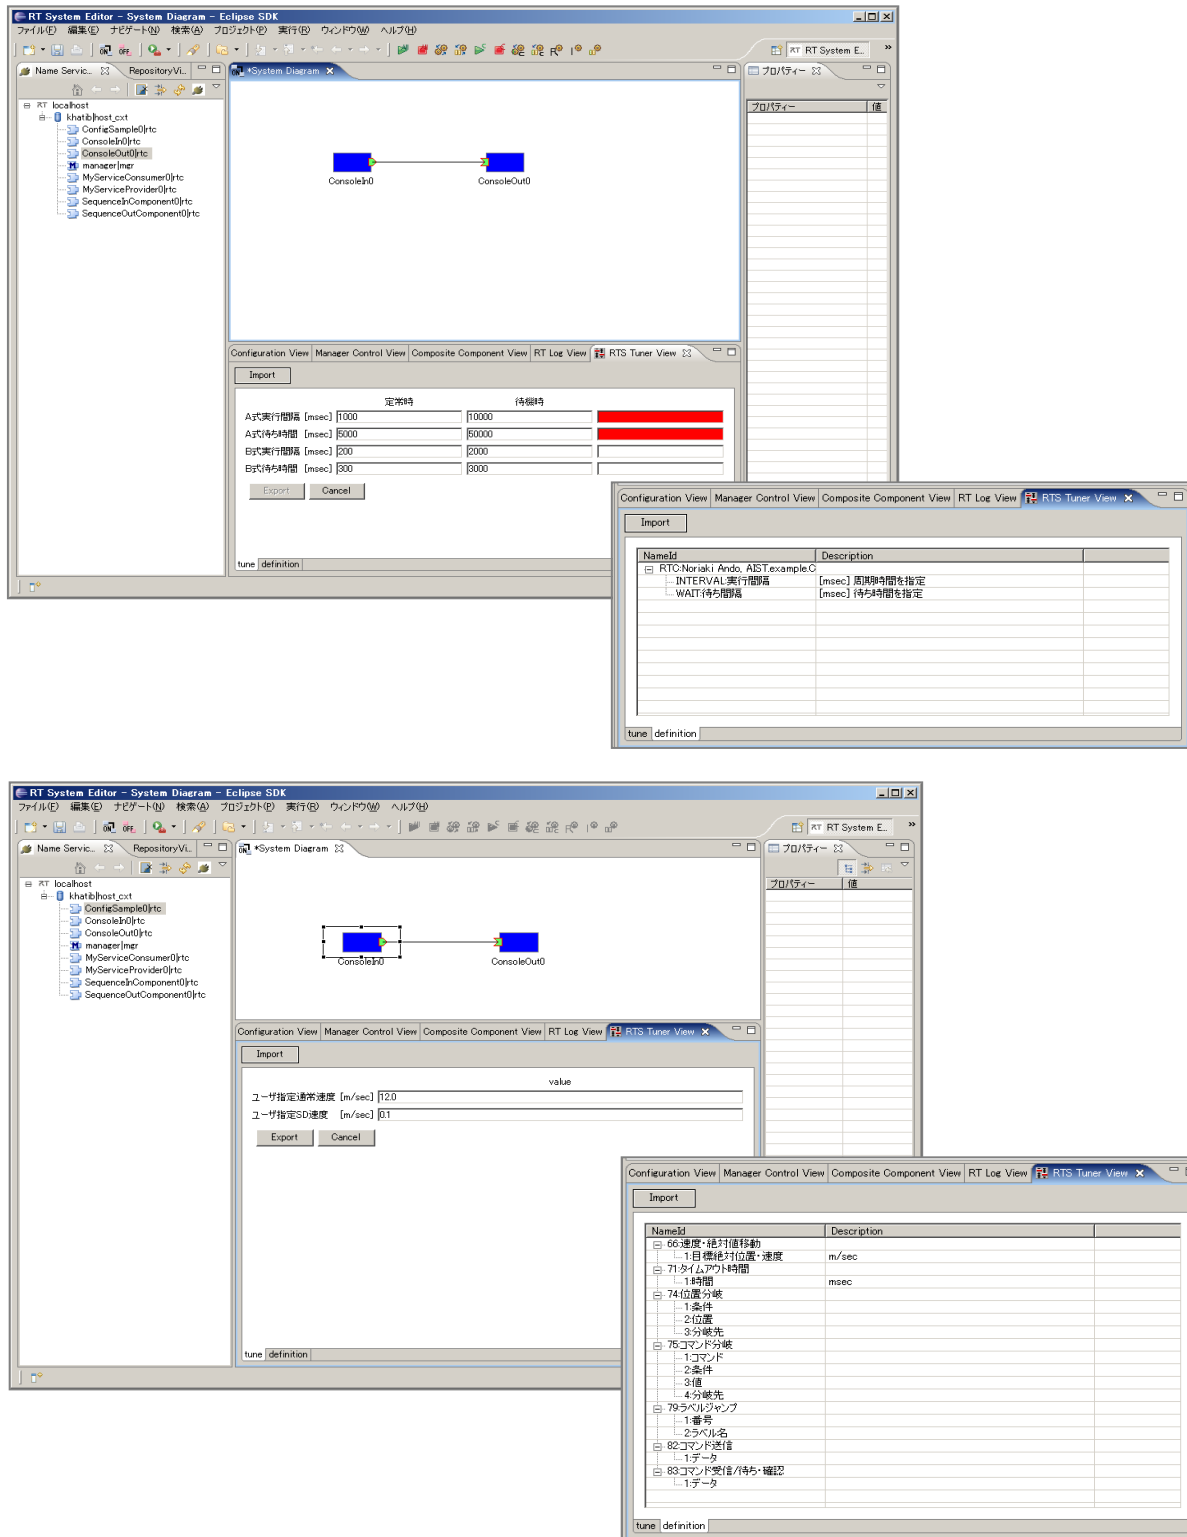 RT System Editor - System Diagram - Eclipse SDK
ファイル(F) 編集(E) ナビゲート(N) 検索(A) プロジェクト(P) 実行(R) ウィンドウ(W) ヘルプ(H)
RT System E..
Name Servic... RepositoryVi..
*System Diagram
プロパティー
プロパティー 値
localhost
khatib|host_cxt
ConfigSample0|rtc
ConsoleIn0|rtc
ConsoleOut0|rtc
manager|mgr
MyServiceConsumer0|rtc
MyServiceProvider0|rtc
SequenceInComponent0|rtc
SequenceOutComponent0|rtc
ConsoleIn0 ConsoleOut0
Configuration View Manager Control View Composite Component View RT Log View RTS Tuner View
Import
定常時 待機時
A式実行間隔 [msec] 1000 10000
A式待ち時間 [msec] 5000 50000
B式実行間隔 [msec] 200 2000
B式待ち時間 [msec] 300 3000
Export Cancel
tune definition
Configuration View Manager Control View Composite Component View RT Log View RTS Tuner View
Import
NameId Description
RTC:Noriaki Ando, AIST.example.C
INTERVAL:実行間隔 [msec] 周期時間を指定
WAIT:待ち間隔 [msec] 待ち時間を指定
tune definition
RT System Editor - System Diagram - Eclipse SDK
ファイル(F) 編集(E) ナビゲート(N) 検索(A) プロジェクト(P) 実行(R) ウィンドウ(W) ヘルプ(H)
RT System E...
Name Servic... RepositoryVi..
*System Diagram
プロパティー
プロパティー 値
localhost
khatib|host_cxt
ConfigSample0|rtc
ConsoleIn0|rtc
ConsoleOut0|rtc
manager|mgr
MyServiceConsumer0|rtc
MyServiceProvider0|rtc
SequenceInComponent0|rtc
SequenceOutComponent0|rtc
ConsoleIn0 ConsoleOut0
Configuration View Manager Control View Composite Component View RT Log View RTS Tuner View
Import
value
ユーザ指定通常速度 [m/sec] 12.0
ユーザ指定SD速度 [m/sec] 0.1
Export Cancel
tune definition
Configuration View Manager Control View Composite Component View RT Log View RTS Tuner View
Import
NameId Description
66:速度・絶対値移動
1:目標絶対位置・速度 m/sec
71:タイムアウト時間
1:時間 msec
74:位置分岐
1:条件
2:位置
3:分岐先
75:コマンド分岐
1:コマンド
2:条件
3:値
4:分岐先
79:ラベルジャンプ
1:番号
2:ラベル名
82:コマンド送信
1:データ
83:コマンド受信/待ち・確認
1:データ
tune definition